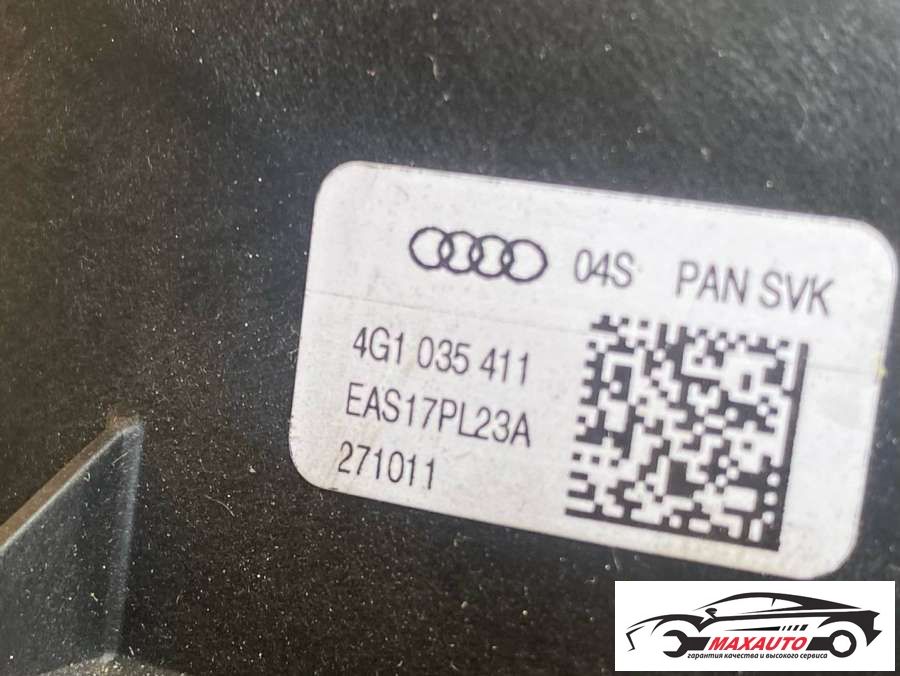 04S PAN SVK
4G1 035 411
EAS17PL23A
271011
MAXAUTO
гарантия качества и высокого сервиса